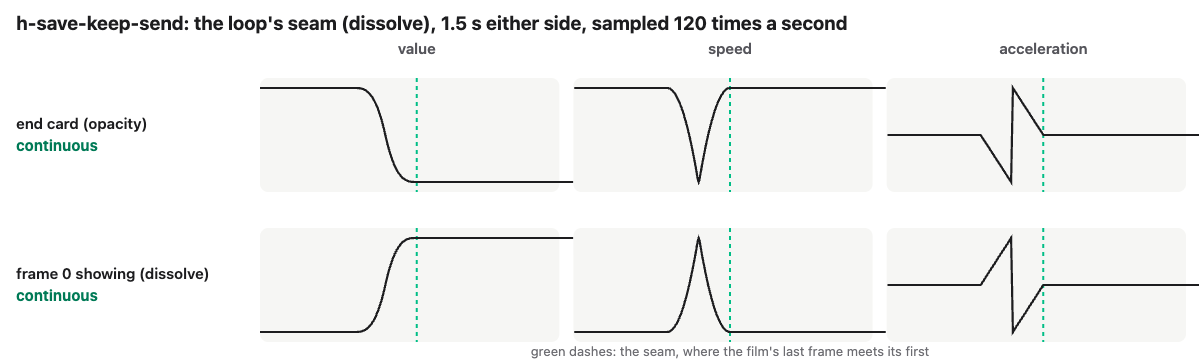 h-save-keep-send: the loop's seam (dissolve), 1.5 s either side, sampled 120 times a second
value speed acceleration
end card (opacity)
continuous
frame 0 showing (dissolve)
continuous
green dashes: the seam, where the film's last frame meets its first